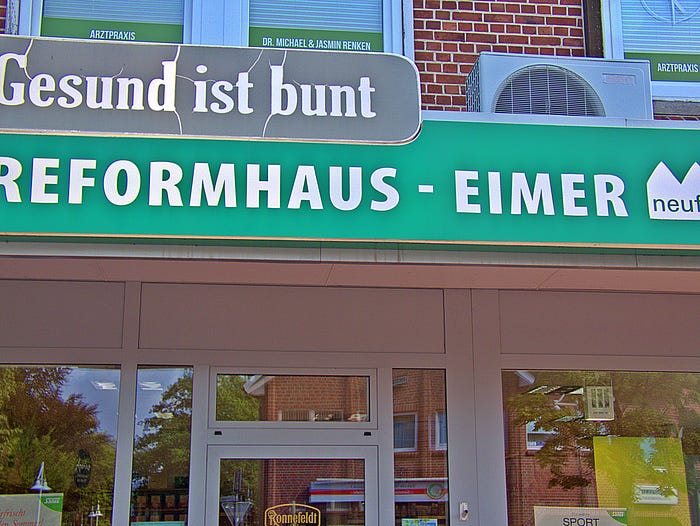 ARZTPRAXIS
DR. MICHAEL & JASMIN RENKEN
ARZTPRAXIS
Gesund ist bunt
REFORMHAUS - EIMER
neuf
Ronnefeldt
SPORT